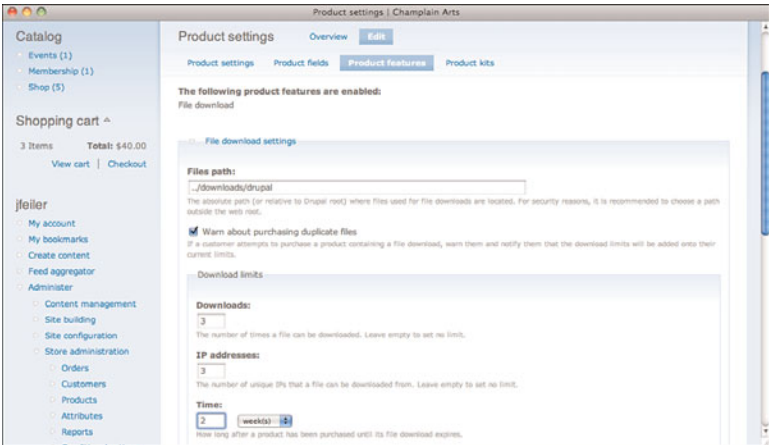 Product settings | Champlain Arts
Catalog
Events (1)
Membership (1)
Shop (5)
Shopping cart
3 Items Total: $40.00
View cart | Checkout
jfeiler
My account
My bookmarks
Create content
Feed aggregator
Administer
Content management
Site building
Site configuration
Store administration
Orders
Customers
Products
Attributes
Reports
Product settings Overview Edit
Product settings Product fields Product features Product kits
The following product features are enabled:
File download
File download settings
Files path:
../downloads/drupal
The absolute path (or relative to Drupal root) where files used for file downloads are located. For security reasons, it is recommended to choose a path
outside the web root.
Warn about purchasing duplicate files
If a customer attempts to purchase a product containing a file download, warn them and notify them that the download limits will be added onto their
current limits.
Download limits
Downloads:
3
The number of times a file can be downloaded. Leave empty to set no limit.
IP addresses:
3
The number of unique IPs that a file can be downloaded from. Leave empty to set no limit.
Time:
2 week(s)
How long after a product has been purchased until its file download expires.